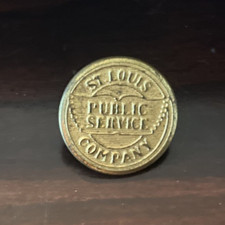 ST. LOUIS
PUBLIC
SERVICE
COMPANY